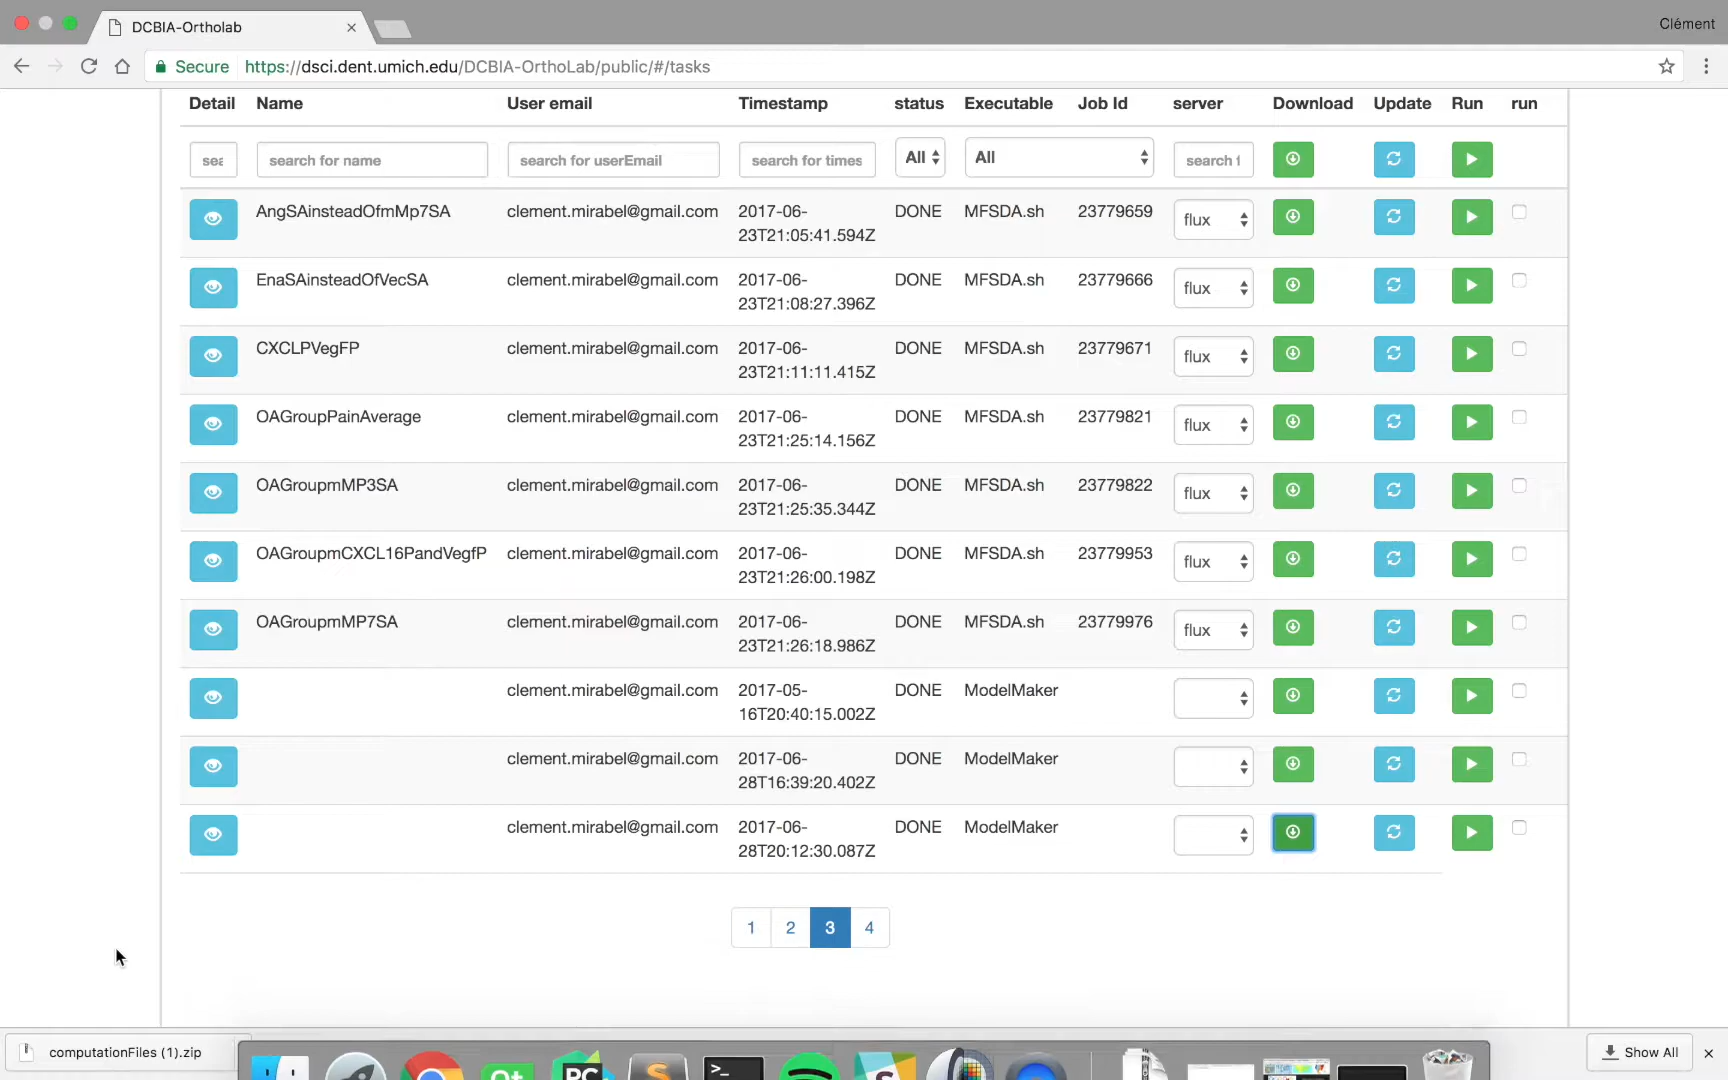 DCBIA-Ortholab
Clément
Secure https://dsci.dent.umich.edu/DCBIA-OrthoLab/public/#/tasks
Detail Name User email Timestamp status Executable Job Id server Download Update Run run
sea search for name search for userEmail search for times All All search f
AngSAinsteadOfmMp7SA clement.mirabel@gmail.com 2017-06- DONE MFSDA.sh 23779659 flux
23T21:05:41.594Z
EnaSAinsteadOfVecSA clement.mirabel@gmail.com 2017-06- DONE MFSDA.sh 23779666 flux
23T21:08:27.396Z
CXCLPVegFP clement.mirabel@gmail.com 2017-06- DONE MFSDA.sh 23779671 flux
23T21:11:11.415Z
OAGroupPainAverage clement.mirabel@gmail.com 2017-06- DONE MFSDA.sh 23779821 flux
23T21:25:14.156Z
OAGroupmMP3SA clement.mirabel@gmail.com 2017-06- DONE MFSDA.sh 23779822 flux
23T21:25:35.344Z
OAGroupmCXCL16PandVegfP clement.mirabel@gmail.com 2017-06- DONE MFSDA.sh 23779953 flux
23T21:26:00.198Z
OAGroupmMP7SA clement.mirabel@gmail.com 2017-06- DONE MFSDA.sh 23779976 flux
23T21:26:18.986Z
clement.mirabel@gmail.com 2017-05- DONE ModelMaker
16T20:40:15.002Z
clement.mirabel@gmail.com 2017-06- DONE ModelMaker
28T16:39:20.402Z
clement.mirabel@gmail.com 2017-06- DONE ModelMaker
28T20:12:30.087Z
1 2 3 4
computationFiles (1).zip
Qt PC S >_ S
Show All